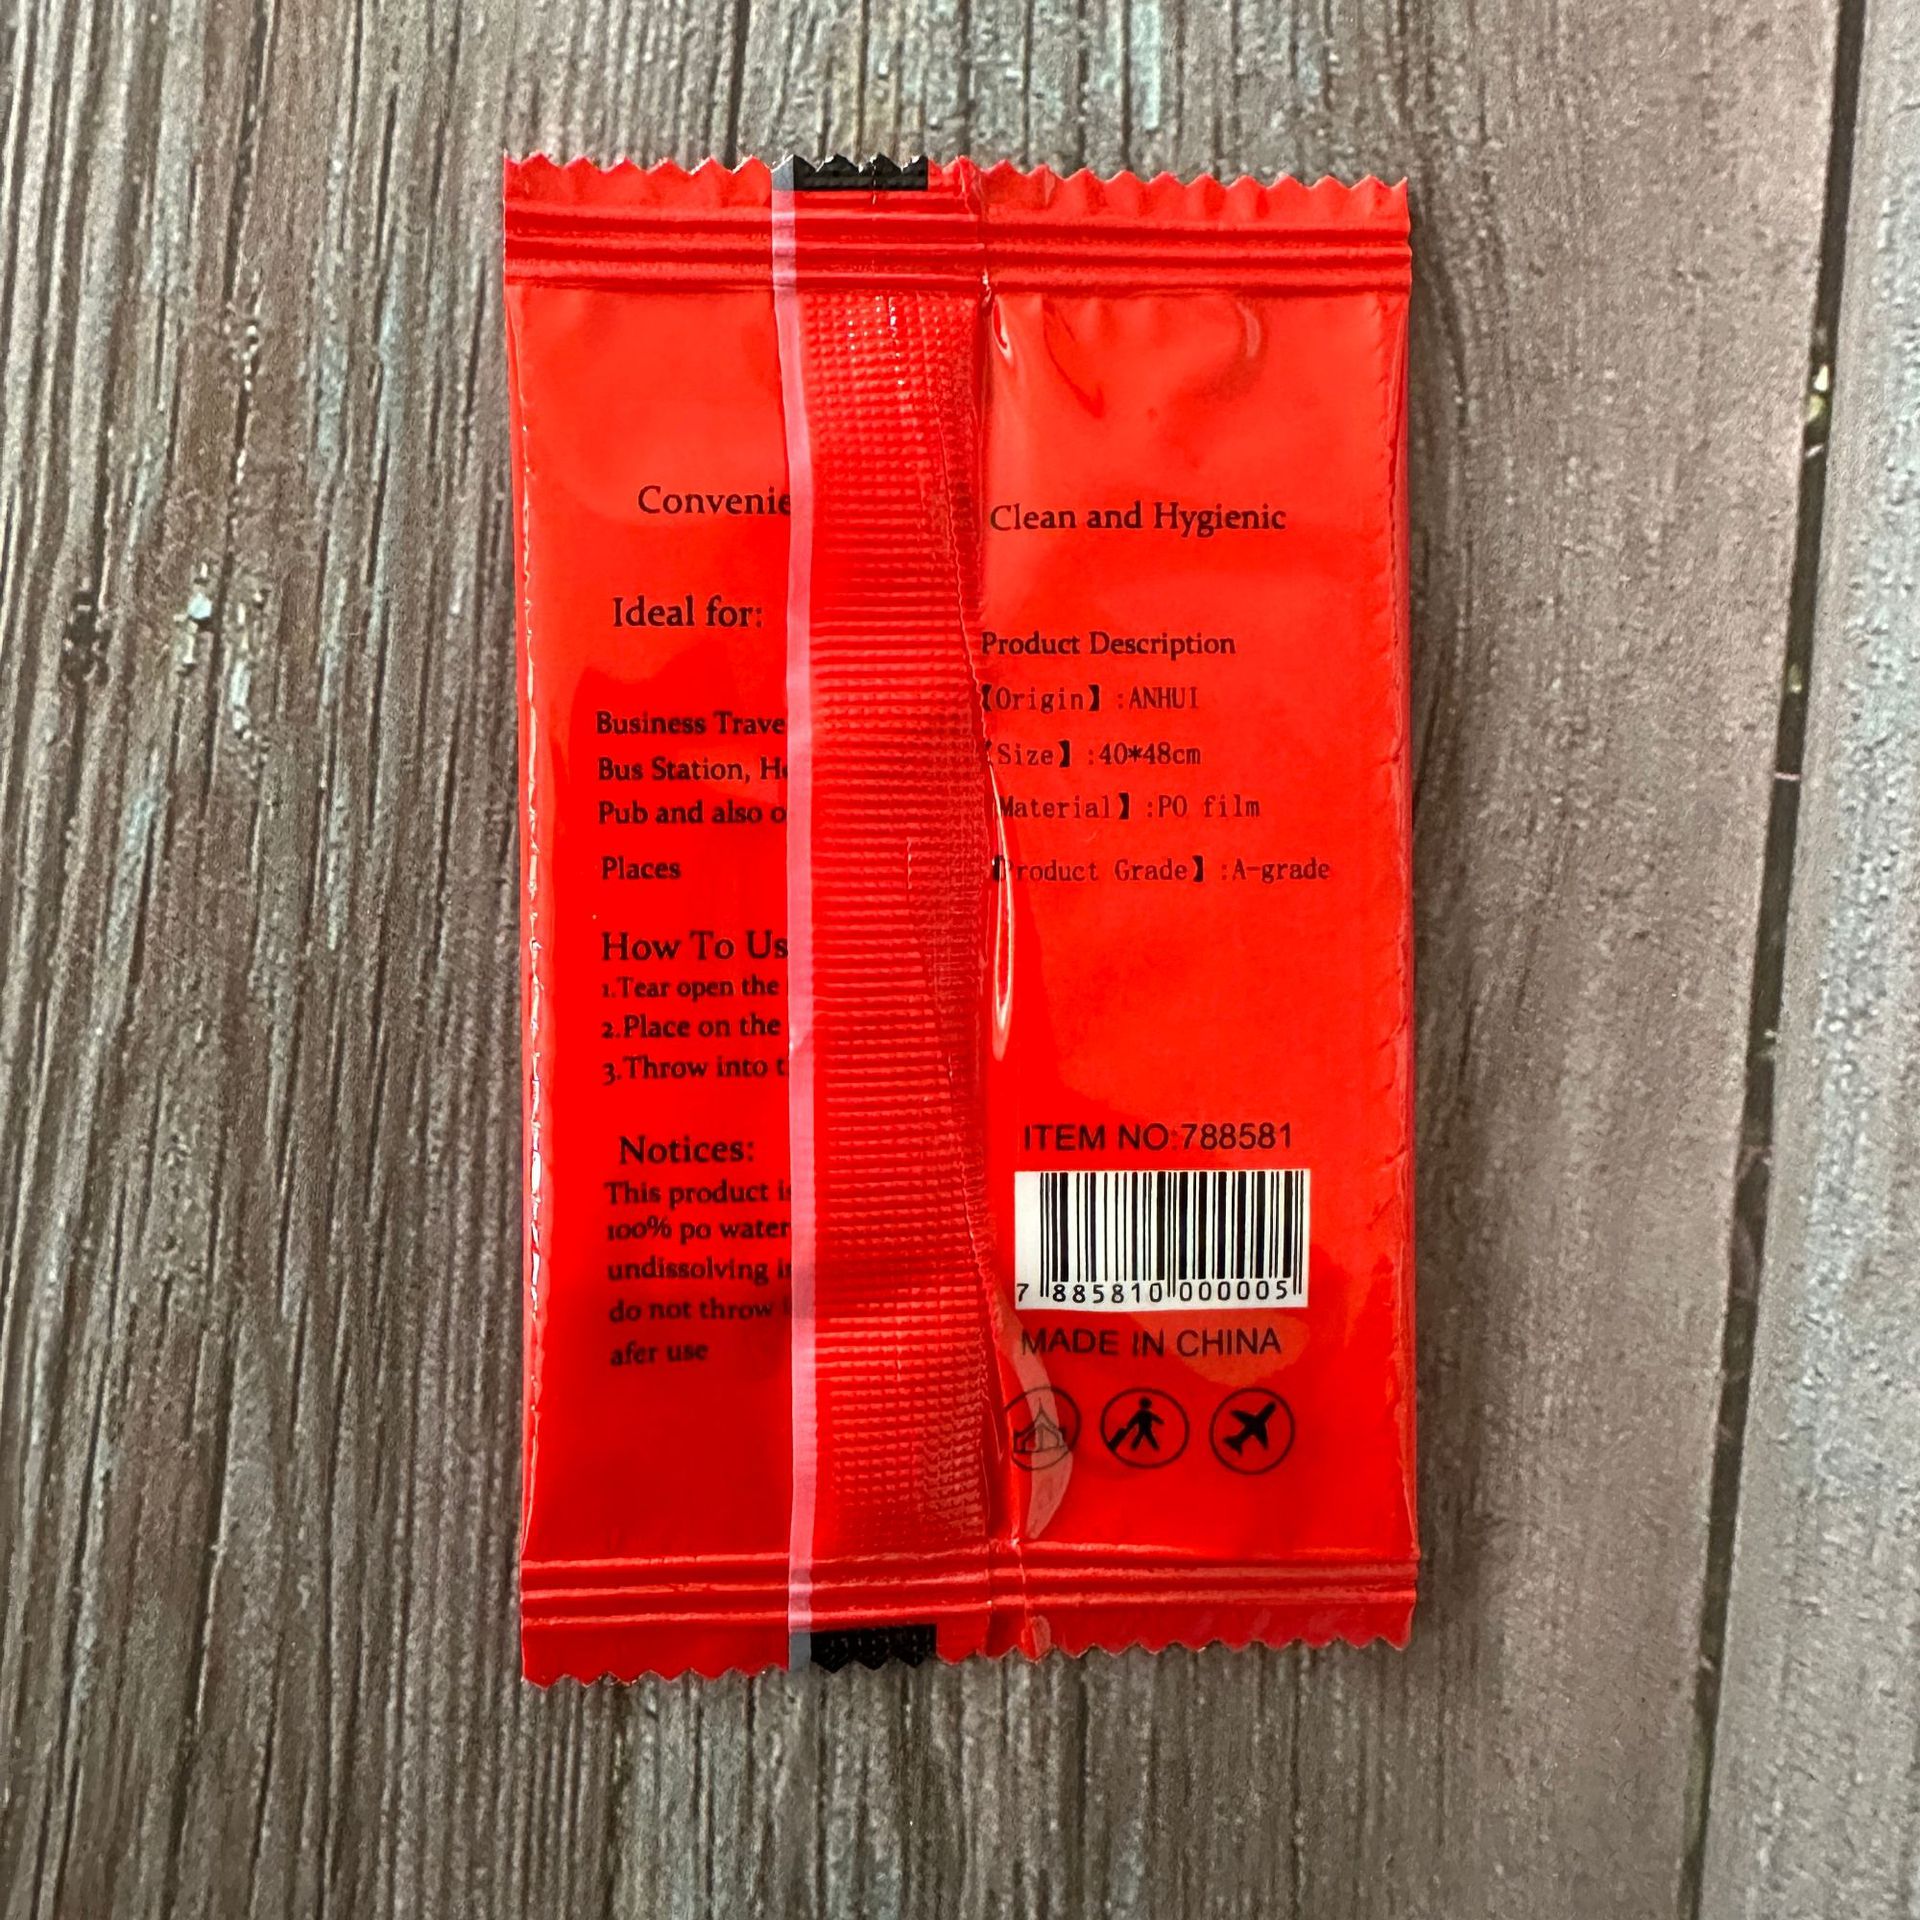 Convenie
Ideal for:
Business Trave
Bus Station, H
Pub and also o
Places
How To Us
1.Tear open the
2.Place on the
3.Throw into t
Notices:
This product i
100% po water
undissolving i
do not throw
afer use
Clean and Hygienic
Product Description
【Origin】:ANHUI
【Size】:40*48cm
Material】:PO film
【Product Grade】:A-grade
ITEM NO:788581
7 885810 000005
MADE IN CHINA